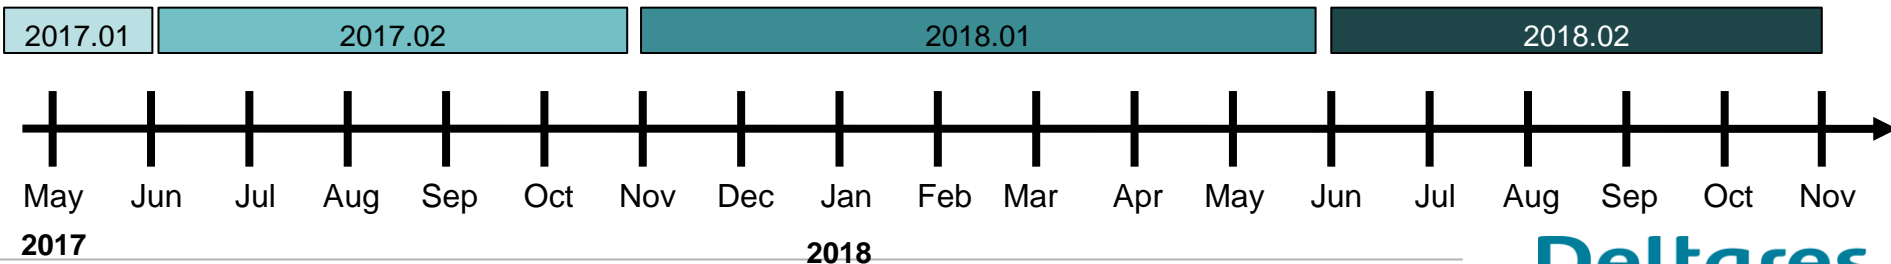 2017.01 2017.02 2018.01 2018.02
May Jun Jul Aug Sep Oct Nov Dec Jan Feb Mar Apr May Jun Jul Aug Sep Oct Nov
2017 2018
Deltares